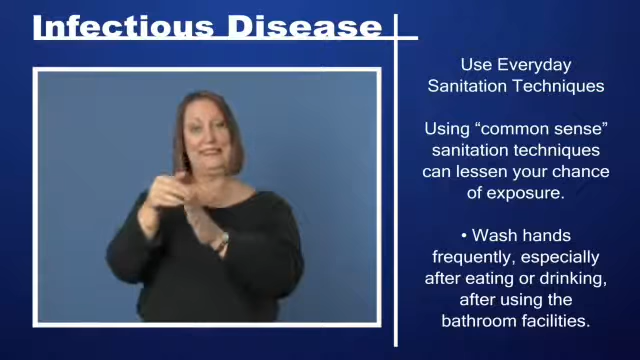 Infectious Disease
Use Everyday
Sanitation Techniques
Using “common sense”
sanitation techniques
can lessen your chance
of exposure.
• Wash hands
frequently, especially
after eating or drinking,
after using the
bathroom facilities.